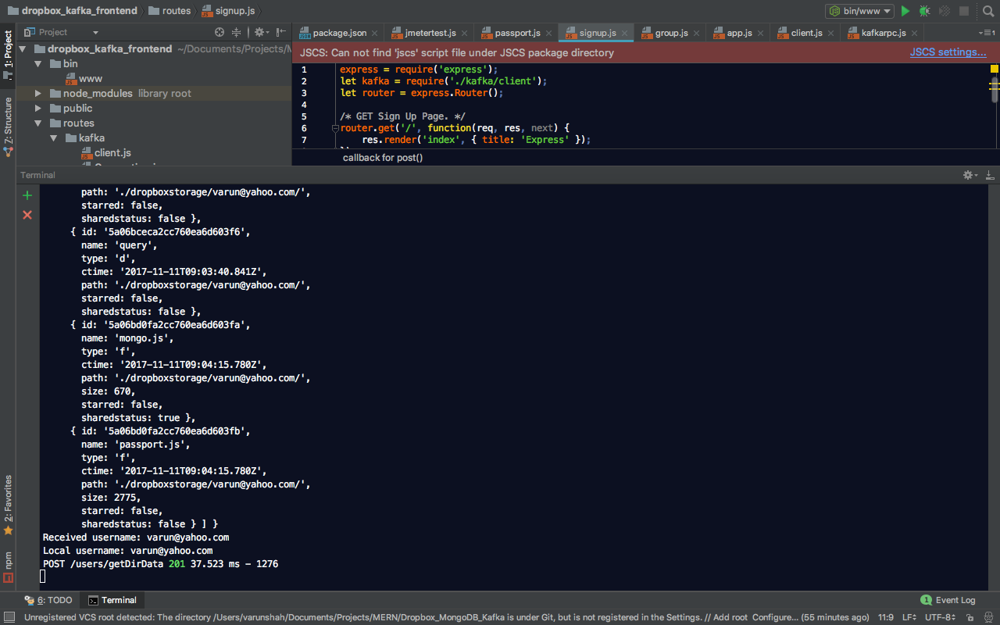 dropbox_kafka_frontend routes signup.js bin/www
Project
package.json jmetertest.js passport.js signup.js group.js app.js client.js kafkarpc.js
1: Project
dropbox_kafka_frontend ~/Documents/Projects/M
bin
www
node_modules library root
public
routes
kafka
client.js
JSCS: Can not find 'jscs' script file under JSCS package directory JSCS settings...
1 express = require('express');
2 let kafka = require('./kafka/client');
3 let router = express.Router();
4
5 /* GET Sign Up Page. */
6 router.get('/', function(req, res, next) {
7 res.render('index', { title: 'Express' });
callback for post()
Z: Structure
Terminal
path: './dropboxstorage/varun@yahoo.com/',
starred: false,
sharedstatus: false },
{ id: '5a06bceca2cc760ea6d603f6',
name: 'query',
type: 'd',
ctime: '2017-11-11T09:03:40.841Z',
path: './dropboxstorage/varun@yahoo.com/',
starred: false,
sharedstatus: false },
{ id: '5a06bd0fa2cc760ea6d603fa',
name: 'mongo.js',
type: 'f',
ctime: '2017-11-11T09:04:15.780Z',
path: './dropboxstorage/varun@yahoo.com/',
size: 670,
starred: false,
sharedstatus: true },
{ id: '5a06bd0fa2cc760ea6d603fb',
name: 'passport.js',
type: 'f',
ctime: '2017-11-11T09:04:15.780Z',
path: './dropboxstorage/varun@yahoo.com/',
size: 2775,
starred: false,
sharedstatus: false } ] }
Received username: varun@yahoo.com
Local username: varun@yahoo.com
POST /users/getDirData 201 37.523 ms - 1276
2: Favorites
npm
6: TODO Terminal 1 Event Log
Unregistered VCS root detected: The directory /Users/varunshah/Documents/Projects/MERN/Dropbox_MongoDB_Kafka is under Git, but is not registered in the Settings. // Add root Configure... (55 minutes ago) 11:9 LF UTF-8